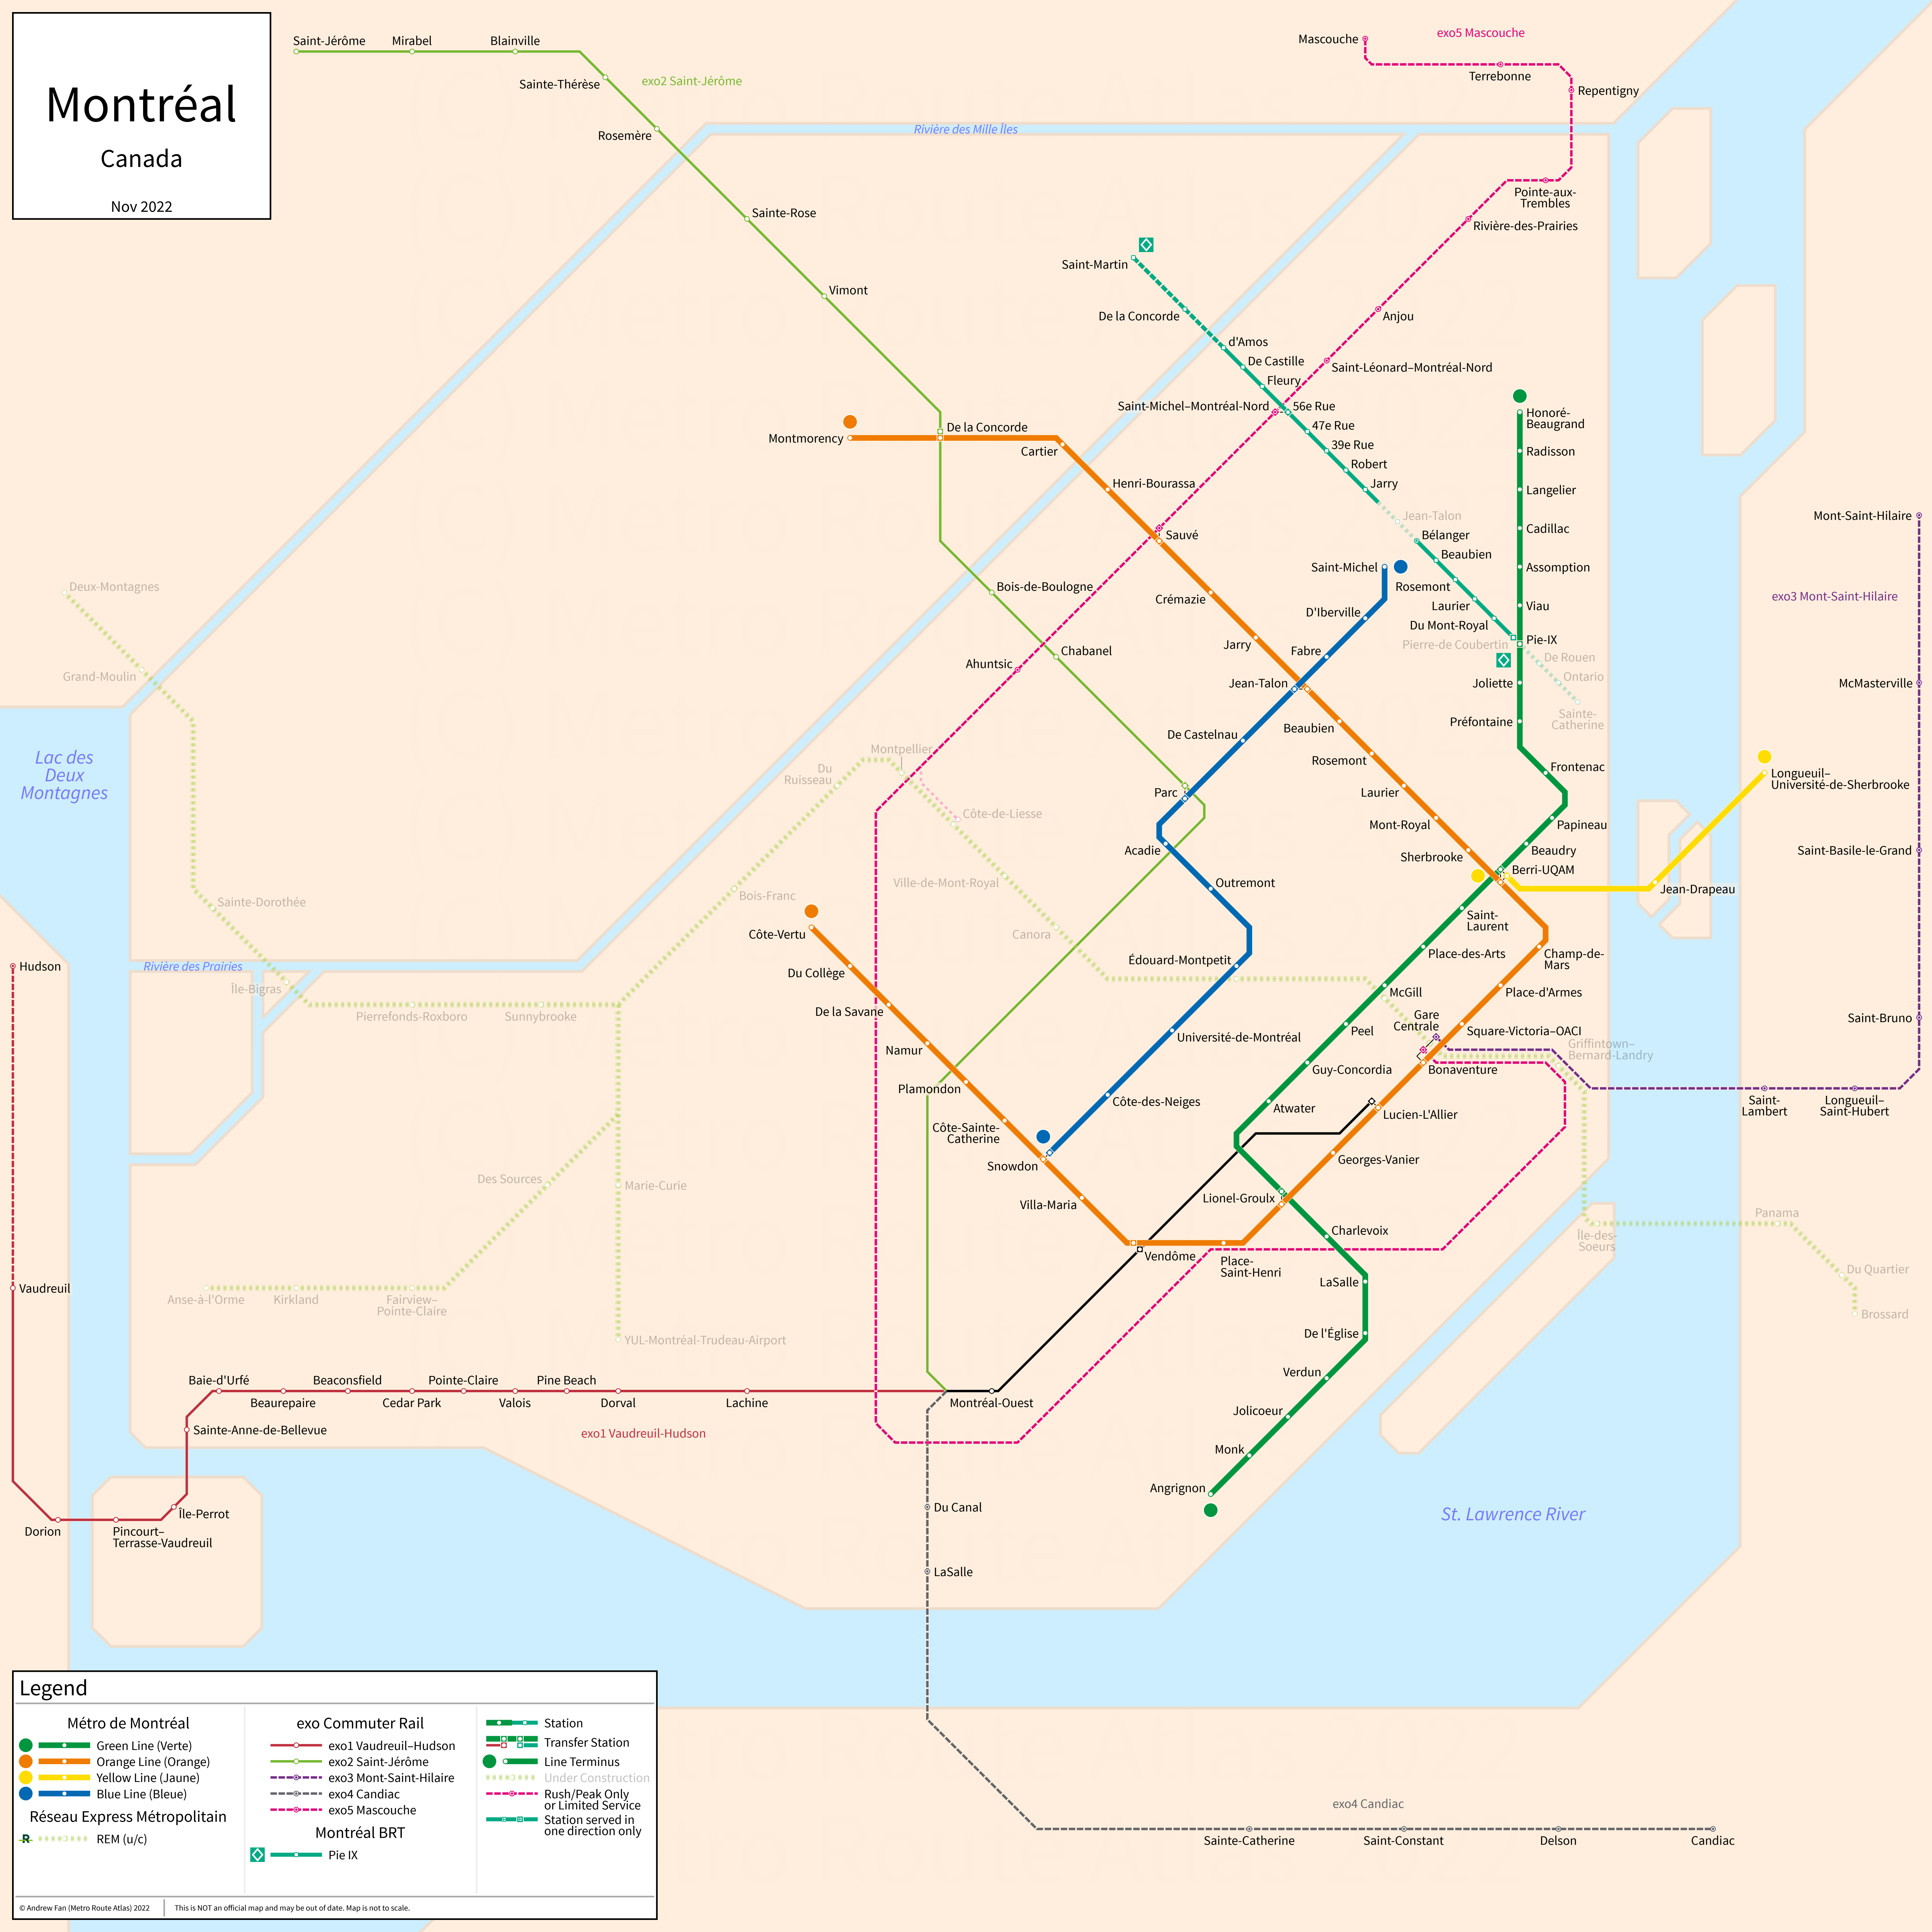 Montréal
Canada
Nov 2022
Saint-Jérôme
Mirabel
Blainville
Sainte-Thérèse
exo2 Saint-Jérôme
Rosemère
Sainte-Rose
Vimont
Mascouche
exo5 Mascouche
Terrebonne
Repentigny
Rivière des Mille Îles
Pointe-aux-
Trembles
Rivière-des-Prairies
Saint-Martin
De la Concorde
Anjou
d'Amos
De Castille
Fleury
Saint-Léonard–Montréal-Nord
Saint-Michel–Montréal-Nord
56e Rue
47e Rue
39e Rue
Robert
Jarry
Jean-Talon
Bélanger
Beaubien
Rosemont
Laurier
Du Mont-Royal
Pierre-de Coubertin
Pie-IX
De Rouen
Ontario
Sainte-
Catherine
Honoré-
Beaugrand
Radisson
Langelier
Cadillac
Assomption
Viau
Joliette
Préfontaine
Frontenac
Papineau
Beaudry
Berri-UQAM
Montmorency
De la Concorde
Cartier
Henri-Bourassa
Sauvé
Crémazie
Jarry
Jean-Talon
Beaubien
Rosemont
Laurier
Mont-Royal
Sherbrooke
Saint-Michel
D'Iberville
Fabre
De Castelnau
Parc
Acadie
Outremont
Édouard-Montpetit
Université-de-Montréal
Côte-des-Neiges
Bois-de-Boulogne
Chabanel
Ahuntsic
Mont-Saint-Hilaire
exo3 Mont-Saint-Hilaire
McMasterville
Saint-Basile-le-Grand
Saint-Bruno
Saint-
Lambert
Longueuil–
Saint-Hubert
Longueuil–
Université-de-Sherbrooke
Jean-Drapeau
Deux-Montagnes
Grand-Moulin
Lac des
Deux
Montagnes
Sainte-Dorothée
Rivière des Prairies
Île-Bigras
Pierrefonds-Roxboro
Sunnybrooke
Bois-Franc
Du
Ruisseau
Montpellier
Côte-de-Liesse
Ville-de-Mont-Royal
Canora
Saint-
Laurent
Place-des-Arts
McGill
Peel
Guy-Concordia
Atwater
Champ-de-
Mars
Place-d'Armes
Square-Victoria–OACI
Gare
Centrale
Bonaventure
Griffintown–
Bernard-Landry
Lucien-L'Allier
Georges-Vanier
Lionel-Groulx
Charlevoix
Côte-Vertu
Du Collège
De la Savane
Namur
Plamondon
Côte-Sainte-
Catherine
Snowdon
Villa-Maria
Vendôme
Place-
Saint-Henri
LaSalle
De l'Église
Verdun
Jolicoeur
Monk
Angrignon
Île-des-
Soeurs
Panama
Du Quartier
Brossard
Des Sources
Marie-Curie
Anse-à-l'Orme
Kirkland
Fairview–
Pointe-Claire
YUL-Montréal-Trudeau-Airport
Hudson
Vaudreuil
Dorion
Pincourt–
Terrasse-Vaudreuil
Île-Perrot
Sainte-Anne-de-Bellevue
Baie-d'Urfé
Beaurepaire
Beaconsfield
Cedar Park
Pointe-Claire
Valois
Pine Beach
Dorval
Lachine
Montréal-Ouest
exo1 Vaudreuil-Hudson
Du Canal
LaSalle
St. Lawrence River
exo4 Candiac
Sainte-Catherine
Saint-Constant
Delson
Candiac
Legend
Métro de Montréal
Green Line (Verte)
Orange Line (Orange)
Yellow Line (Jaune)
Blue Line (Bleue)
Réseau Express Métropolitain
R
REM (u/c)
exo Commuter Rail
exo1 Vaudreuil–Hudson
exo2 Saint-Jérôme
exo3 Mont-Saint-Hilaire
exo4 Candiac
exo5 Mascouche
Montréal BRT
Pie IX
Station
Transfer Station
Line Terminus
Under Construction
Rush/Peak Only
or Limited Service
Station served in
one direction only
© Andrew Fan (Metro Route Atlas) 2022
This is NOT an official map and may be out of date. Map is not to scale.